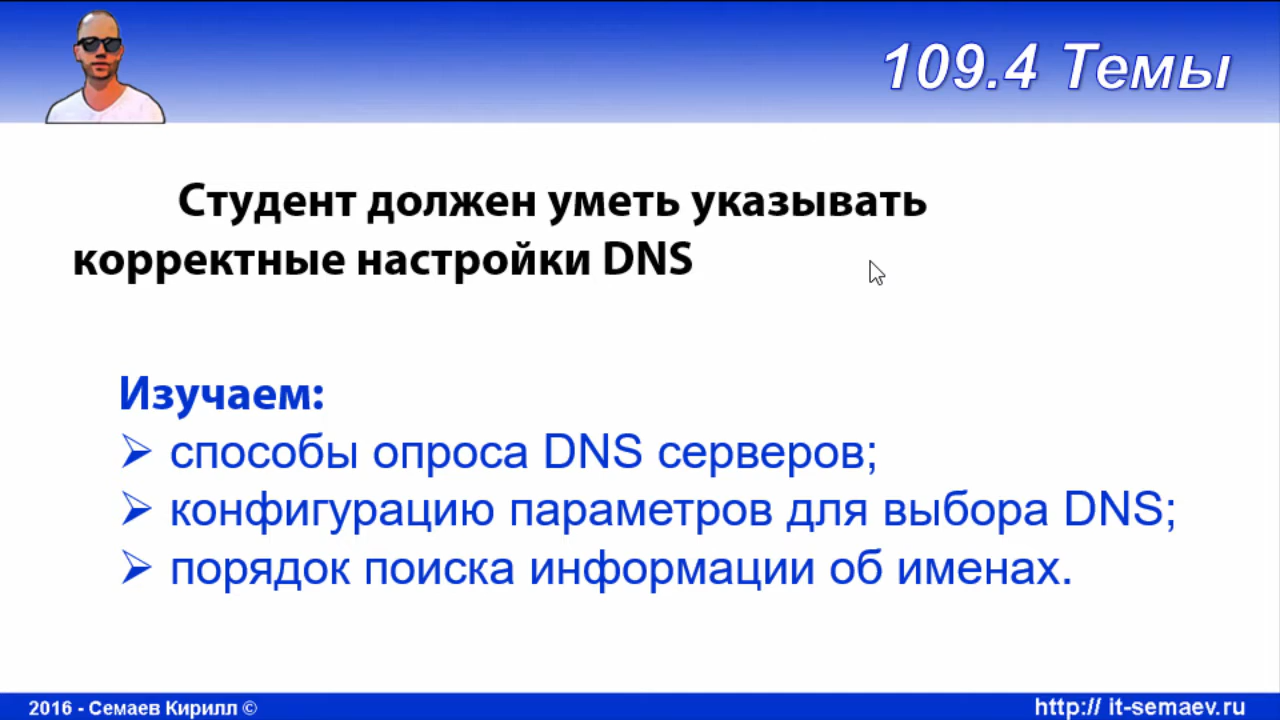 109.4 Темы
Студент должен уметь указывать
корректные настройки DNS
Изучаем:
способы опроса DNS серверов;
конфигурацию параметров для выбора DNS;
порядок поиска информации об именах.
2016 - Семаев Кирилл ©
http:// it-semaev.ru